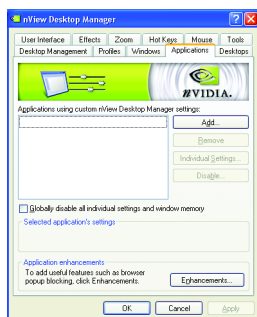 nView Desktop Manager
User Interface Effects Zoom Hot Keys Mouse Tools
Desktop Management Profiles Windows Applications Desktops
nVIDIA.
Applications using custom nView Desktop Manager settings:
Add...
Remove
Individual Settings...
Disable...
Globally disable all individual settings and window memory
Selected application's settings
Application enhancements
To add useful features such as browser
popup blocking, click Enhancements.
Enhancements...
OK Cancel Apply